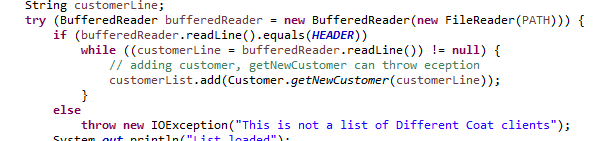 String customerLine;
try (BufferedReader bufferedReader = new BufferedReader(new FileReader(PATH))) {
if (bufferedReader.readLine().equals(HEADER))
while ((customerLine = bufferedReader.readLine()) != null) {
// adding customer, getNewCustomer can throw eception
customerList.add(Customer.getNewCustomer(customerLine));
}
else
throw new IOException("This is not a list of Different Coat clients");
System.out.println("List loaded");